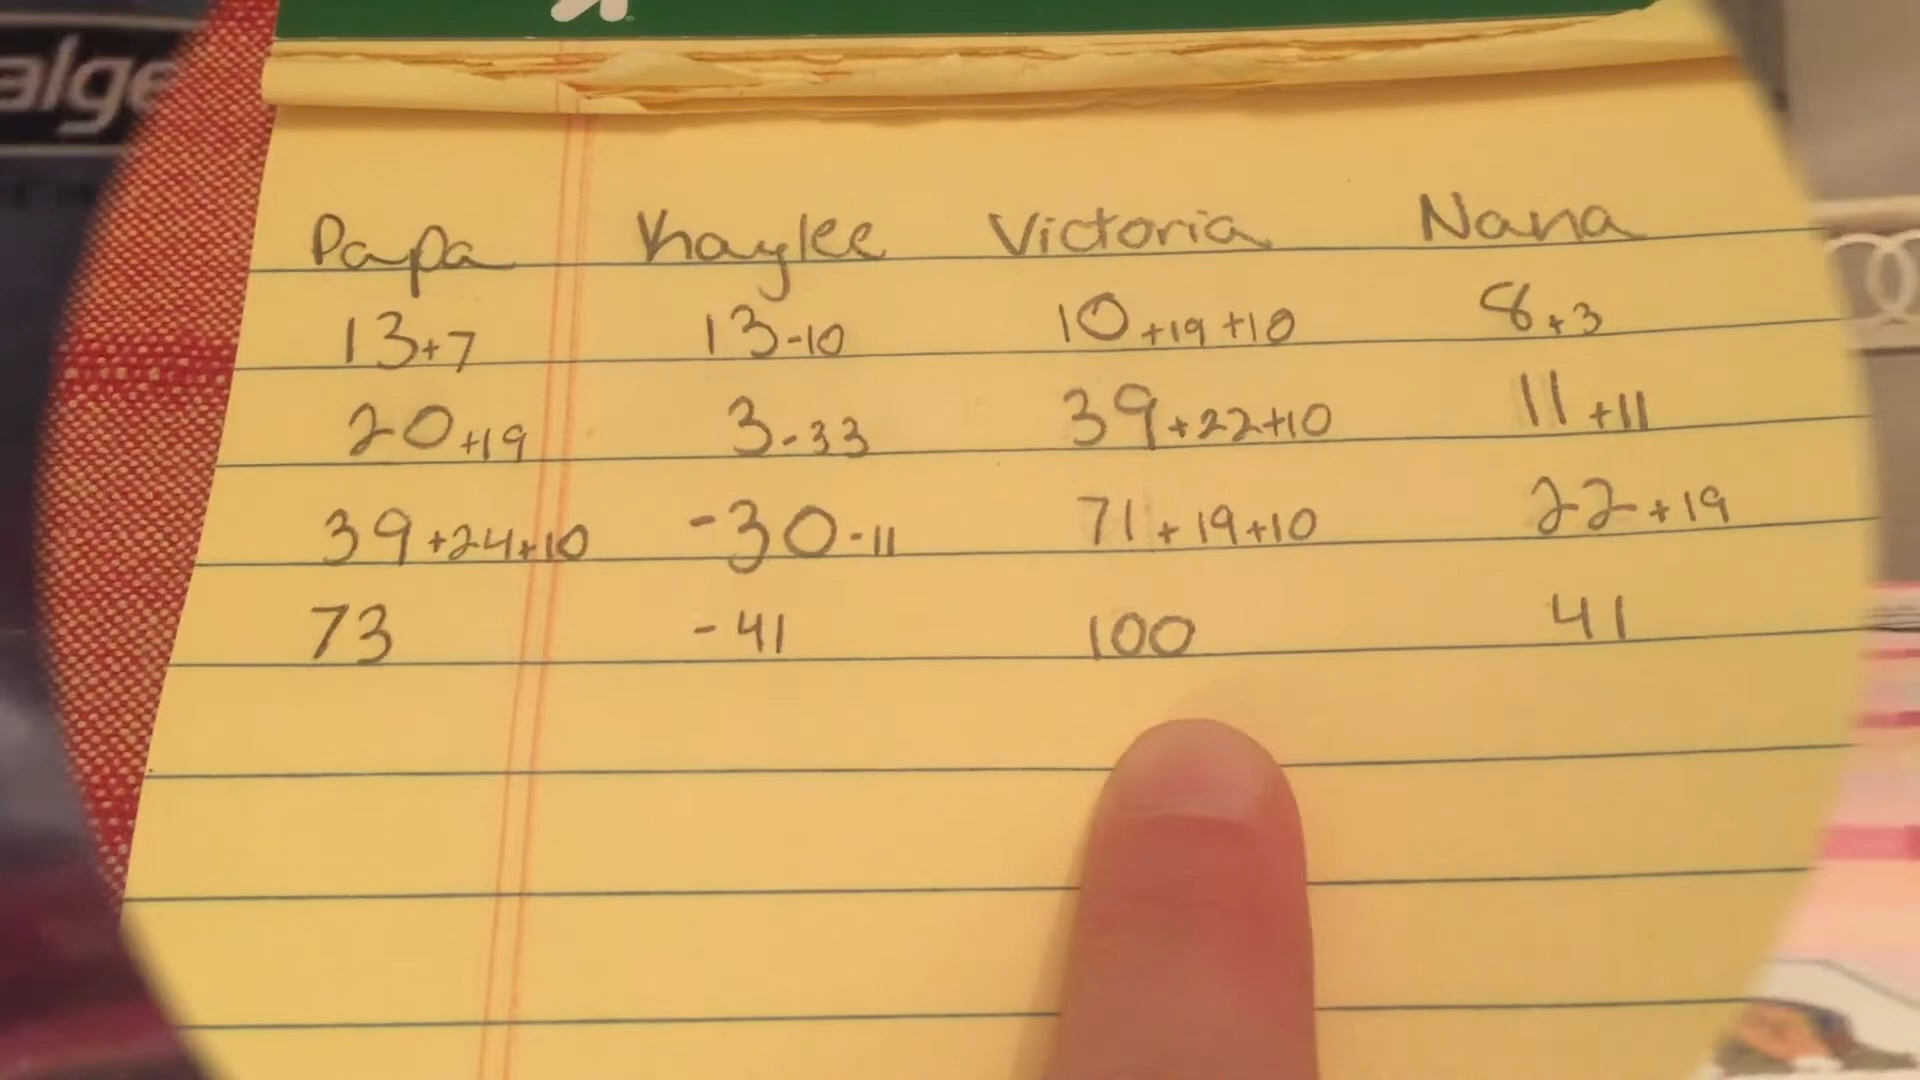 alge
Papa Kaylee Victoria Nana
13+7 13-10 10+19+10 8+3
20+19 3-33 39+22+10 11+11
39+24+10 -30-11 71+19+10 22+19
73 -41 100 41